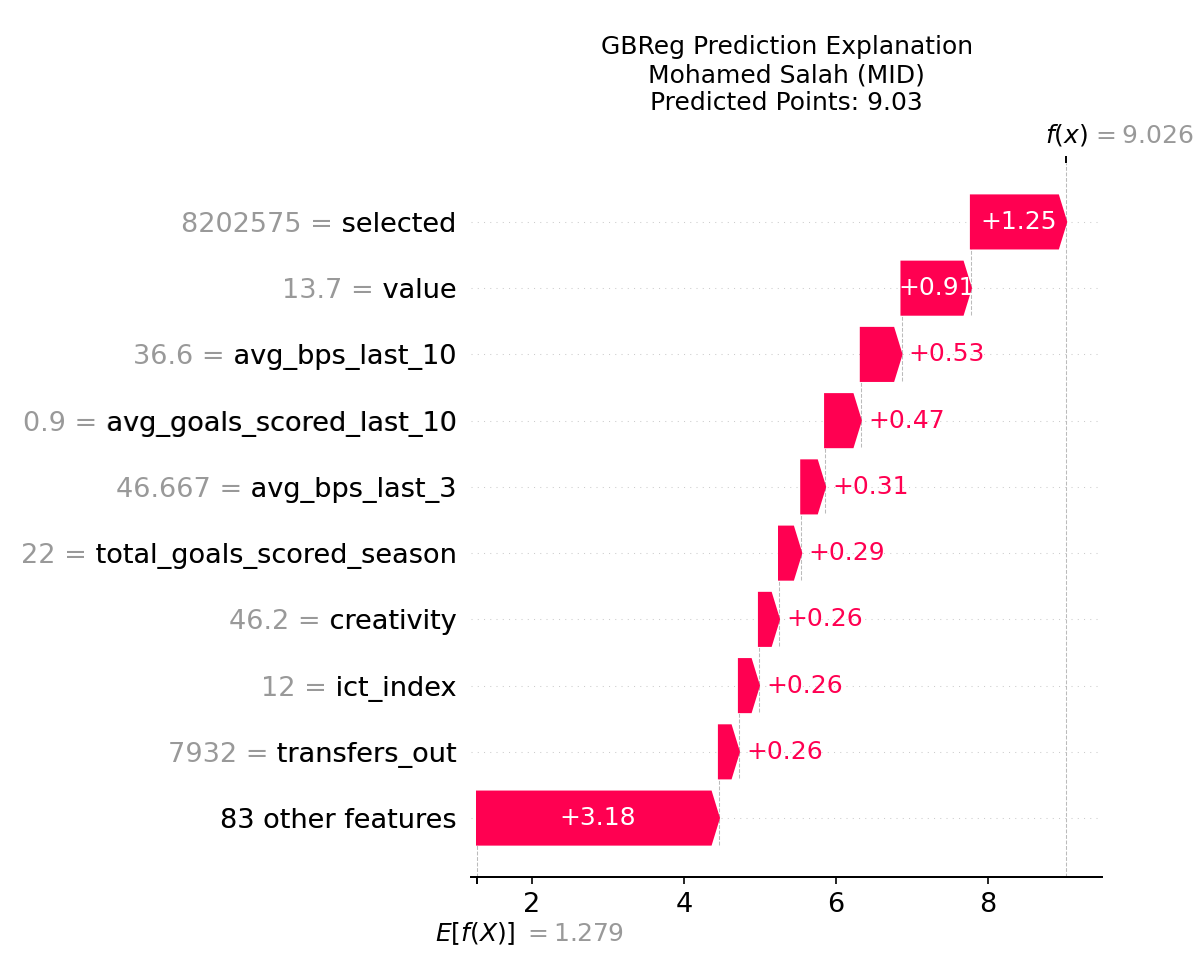 GBReg Prediction Explanation
Mohamed Salah (MID)
Predicted Points: 9.03
f(x) = 9.026
8202575 = selected +1.25
13.7 = value +0.91
36.6 = avg_bps_last_10 +0.53
0.9 = avg_goals_scored_last_10 +0.47
46.667 = avg_bps_last_3 +0.31
22 = total_goals_scored_season +0.29
46.2 = creativity +0.26
12 = ict_index +0.26
7932 = transfers_out +0.26
83 other features +3.18
2 4 6 8
E[f(X)] = 1.279